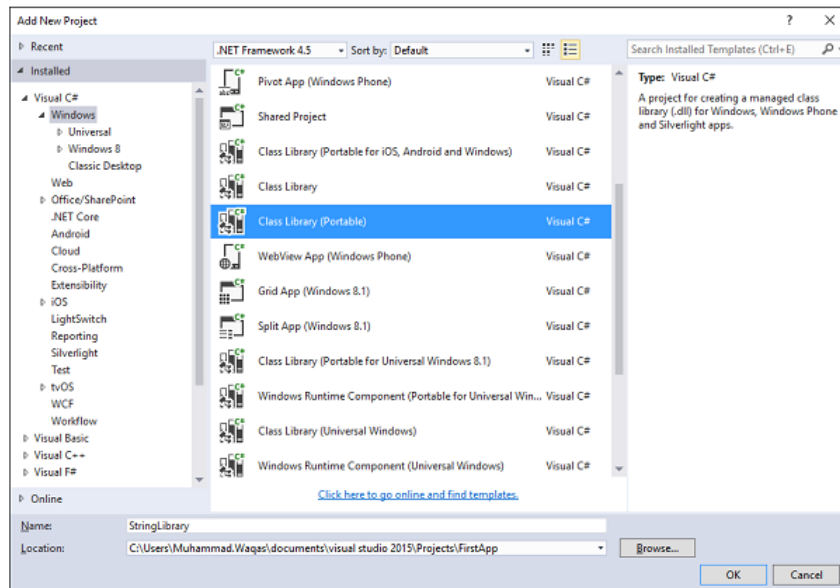 Add New Project
? ×
Recent
.NET Framework 4.5 Sort by: Default Search Installed Templates (Ctrl+E)
Installed
Visual C#
Windows
Universal
Windows 8
Classic Desktop
Web
Office/SharePoint
.NET Core
Android
Cloud
Cross-Platform
Extensibility
iOS
LightSwitch
Reporting
Silverlight
Test
tvOS
WCF
Workflow
Visual Basic
Visual C++
Visual F#
Online
Pivot App (Windows Phone) Visual C#
Shared Project Visual C#
Class Library (Portable for iOS, Android and Windows) Visual C#
Class Library Visual C#
Class Library (Portable) Visual C#
WebView App (Windows Phone) Visual C#
Grid App (Windows 8.1) Visual C#
Split App (Windows 8.1) Visual C#
Class Library (Portable for Universal Windows 8.1) Visual C#
Windows Runtime Component (Portable for Universal Win... Visual C#
Class Library (Universal Windows) Visual C#
Windows Runtime Component (Universal Windows) Visual C#
Click here to go online and find templates.
Type: Visual C#
A project for creating a managed class
library (.dll) for Windows, Windows Phone
and Silverlight apps.
Name: StringLibrary
Location: C:\Users\Muhammad.Waqas\documents\visual studio 2015\Projects\FirstApp Browse...
OK Cancel